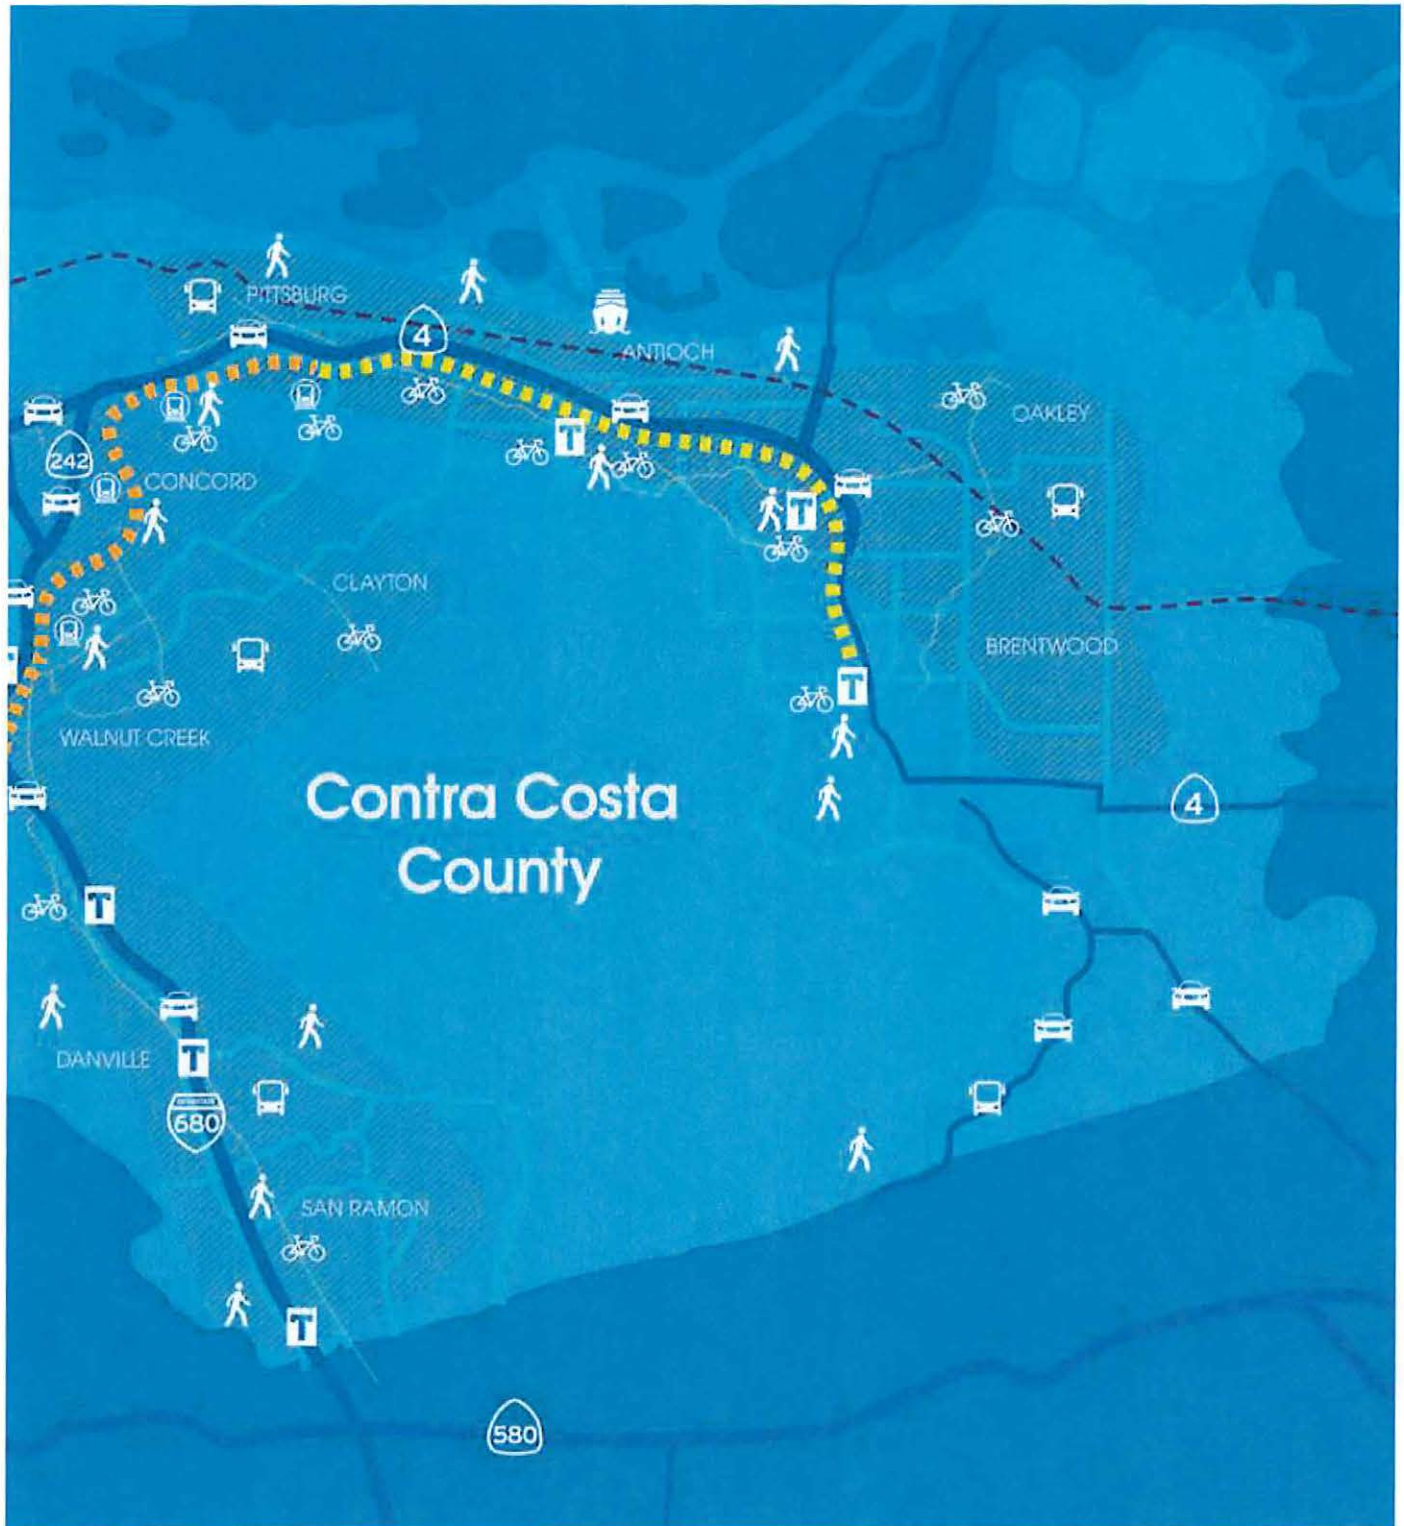 PITTSBURG
4
ANTIOCH
OAKLEY
242
CONCORD
T
CLAYTON
T
BRENTWOOD
T
WALNUT CREEK
Contra Costa
County
4
T
DANVILLE
T
INTERSTATE
680
SAN RAMON
T
580